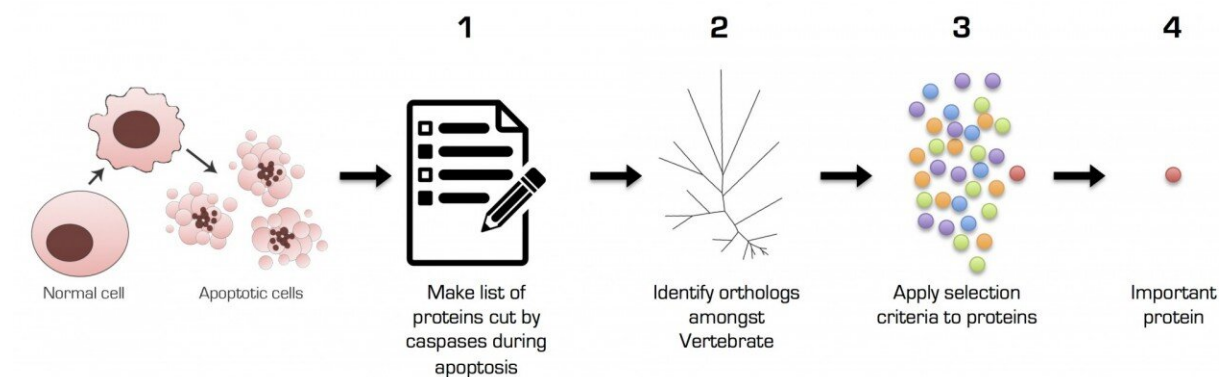 1
2
3
4
Normal cell
Apoptotic cells
Make list of
proteins cut by
caspases during
apoptosis
Identify orthologs
amongst
Vertebrate
Apply selection
criteria to proteins
Important
protein